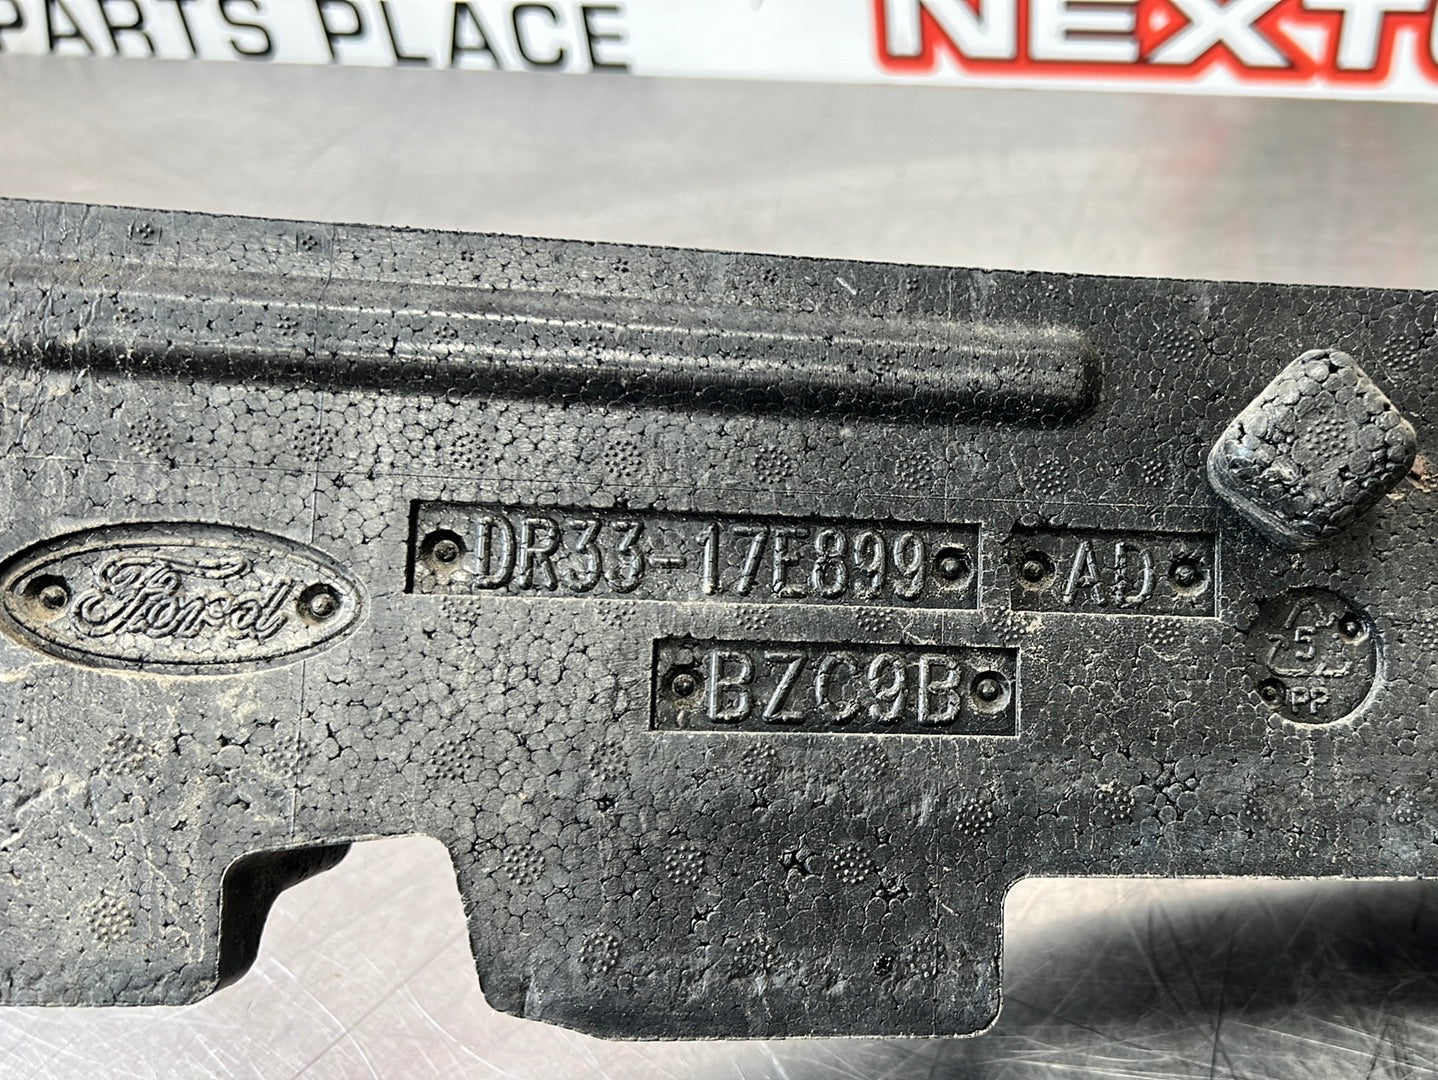 PARTS PLACE
NEXT
Ford
DR33-17E899 AD
BZC9B
5
PP